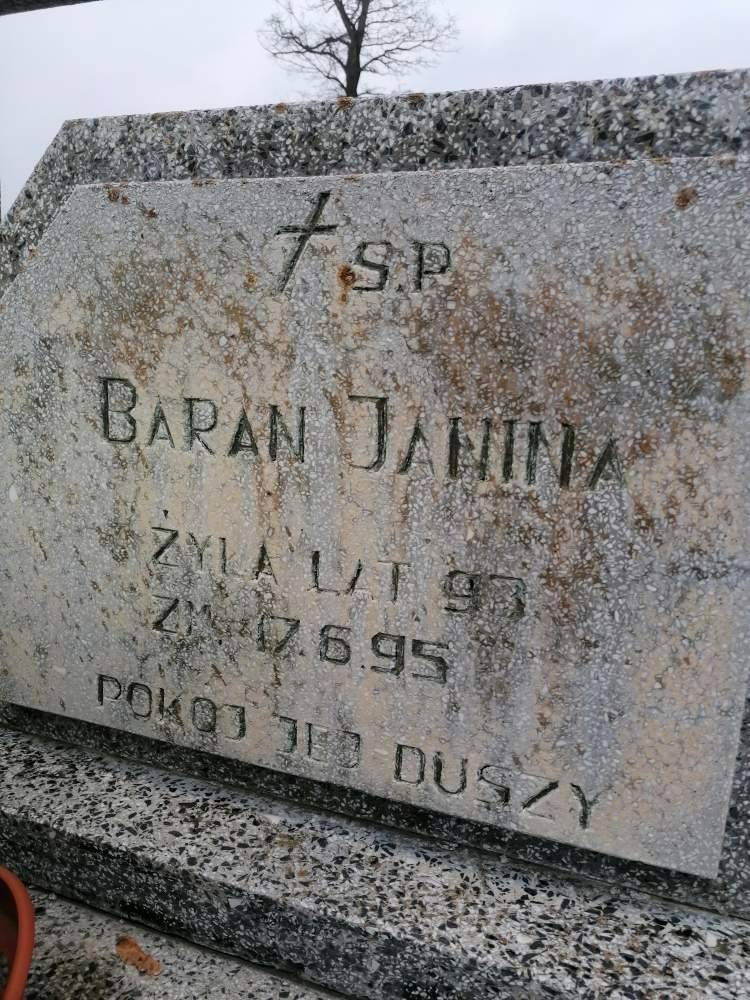 S.P
BARAN JANINA
ŻYŁA LAT 93
ZM. 17.6.95
POKÓJ JEJ DUSZY